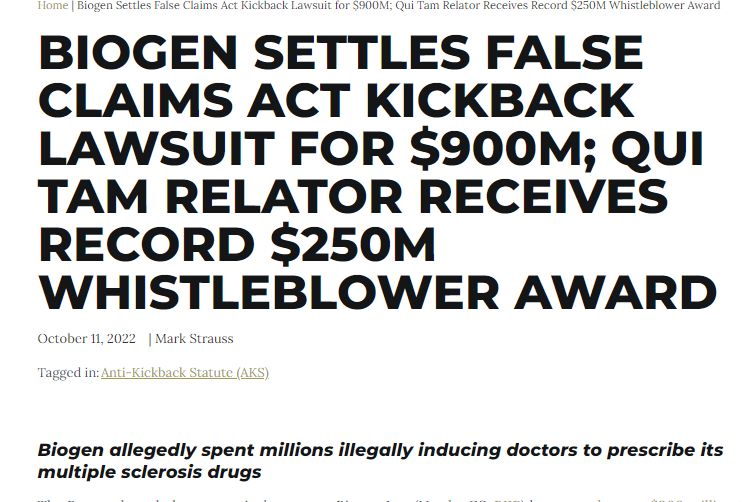 Home | Biogen Settles False Claims Act Kickback Lawsuit for $900M; Qui Tam Relator Receives Record $250M Whistleblower Award
BIOGEN SETTLES FALSE
CLAIMS ACT KICKBACK
LAWSUIT FOR $900M; QUI
TAM RELATOR RECEIVES
RECORD $250M
WHISTLEBLOWER AWARD
October 11, 2022 | Mark Strauss
Tagged in: Anti-Kickback Statute (AKS)
Biogen allegedly spent millions illegally inducing doctors to prescribe its
multiple sclerosis drugs